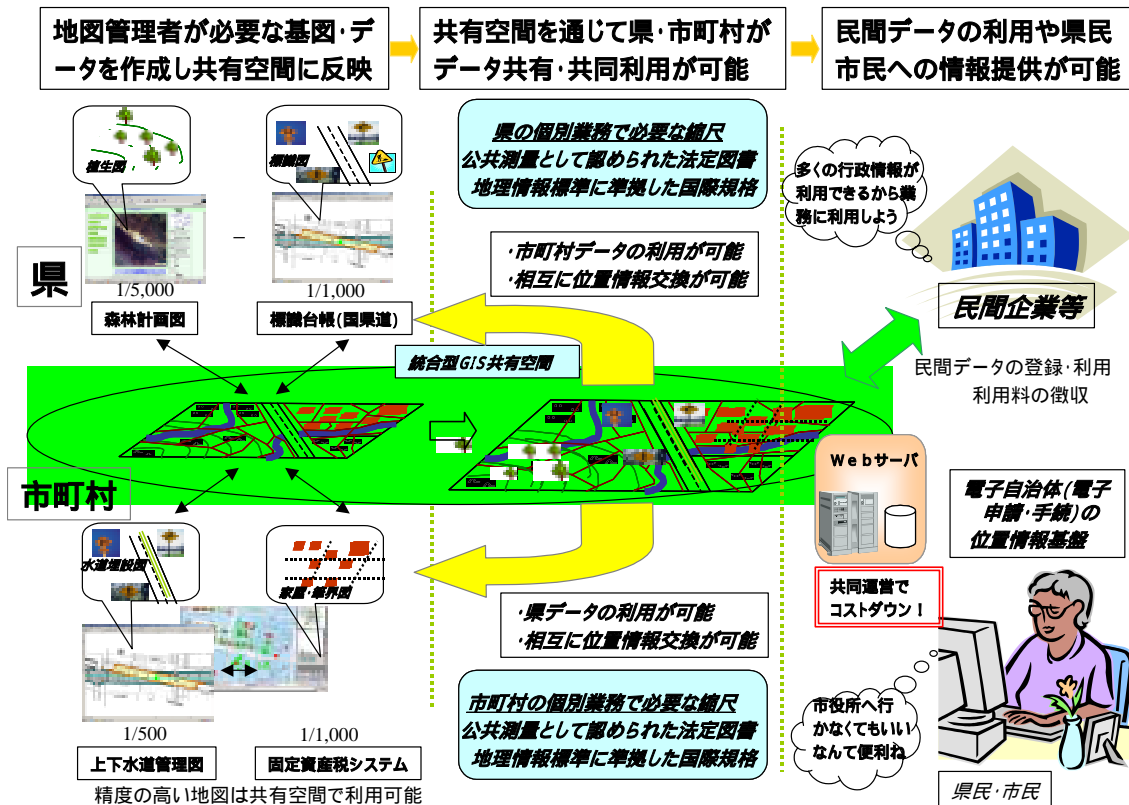 地図管理者が必要な基図・デ
ータを作成し共有空間に反映
共有空間を通じて県・市町村が
データ共有・共同利用が可能
民間データの利用や県民
市民への情報提供が可能
植生図
標識図
県
1/5,000
森林計画図
1/1,000
標識台帳(国県道)
県の個別業務で必要な縮尺
公共測量として認められた法定図書
地理情報標準に準拠した国際規格
・市町村データの利用が可能
・相互に位置情報交換が可能
多くの行政情報が
利用できるから業
務に利用しよう
民間企業等
民間データの登録・利用
利用料の徴収
統合型GIS共有空間
市町村
水道埋設図
家屋・筆界図
1/500
上下水道管理図
1/1,000
固定資産税システム
精度の高い地図は共有空間で利用可能
・県データの利用が可能
・相互に位置情報交換が可能
市町村の個別業務で必要な縮尺
公共測量として認められた法定図書
地理情報標準に準拠した国際規格
Webサーバ
共同運営で
コストダウン！
電子自治体(電子
申請・手続)の
位置情報基盤
市役所へ行
かなくてもいい
なんて便利ね
県民・市民